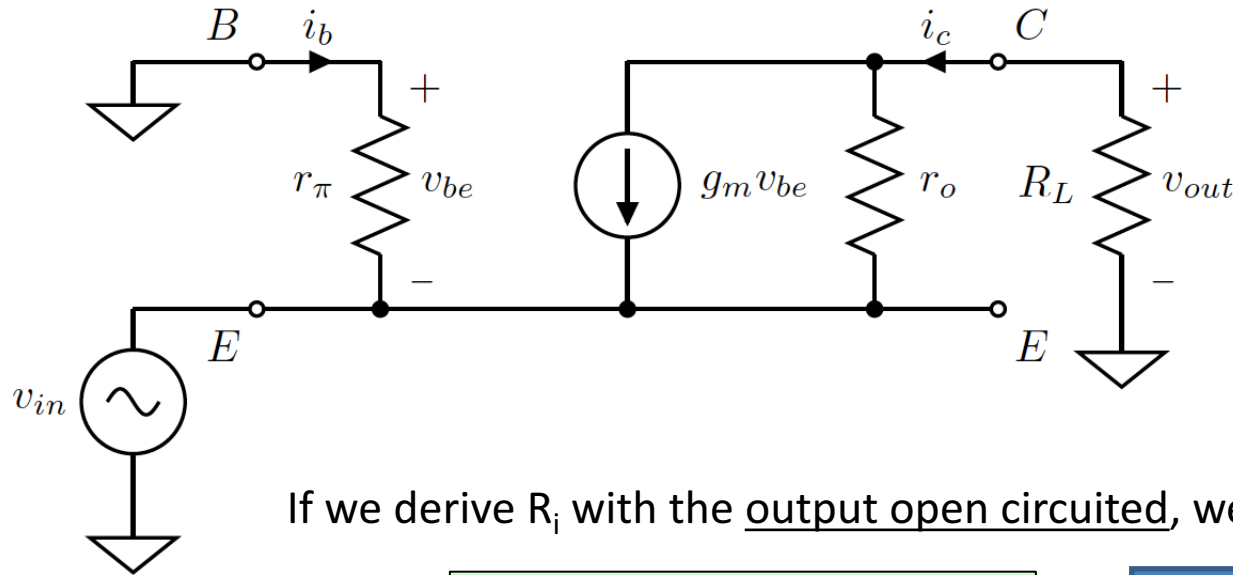 B i_b i_c C
+ +
r_π v_be g_m v_be r_o R_L v_out
− −
E E
v_in
If we derive R_i with the output open circuited, we